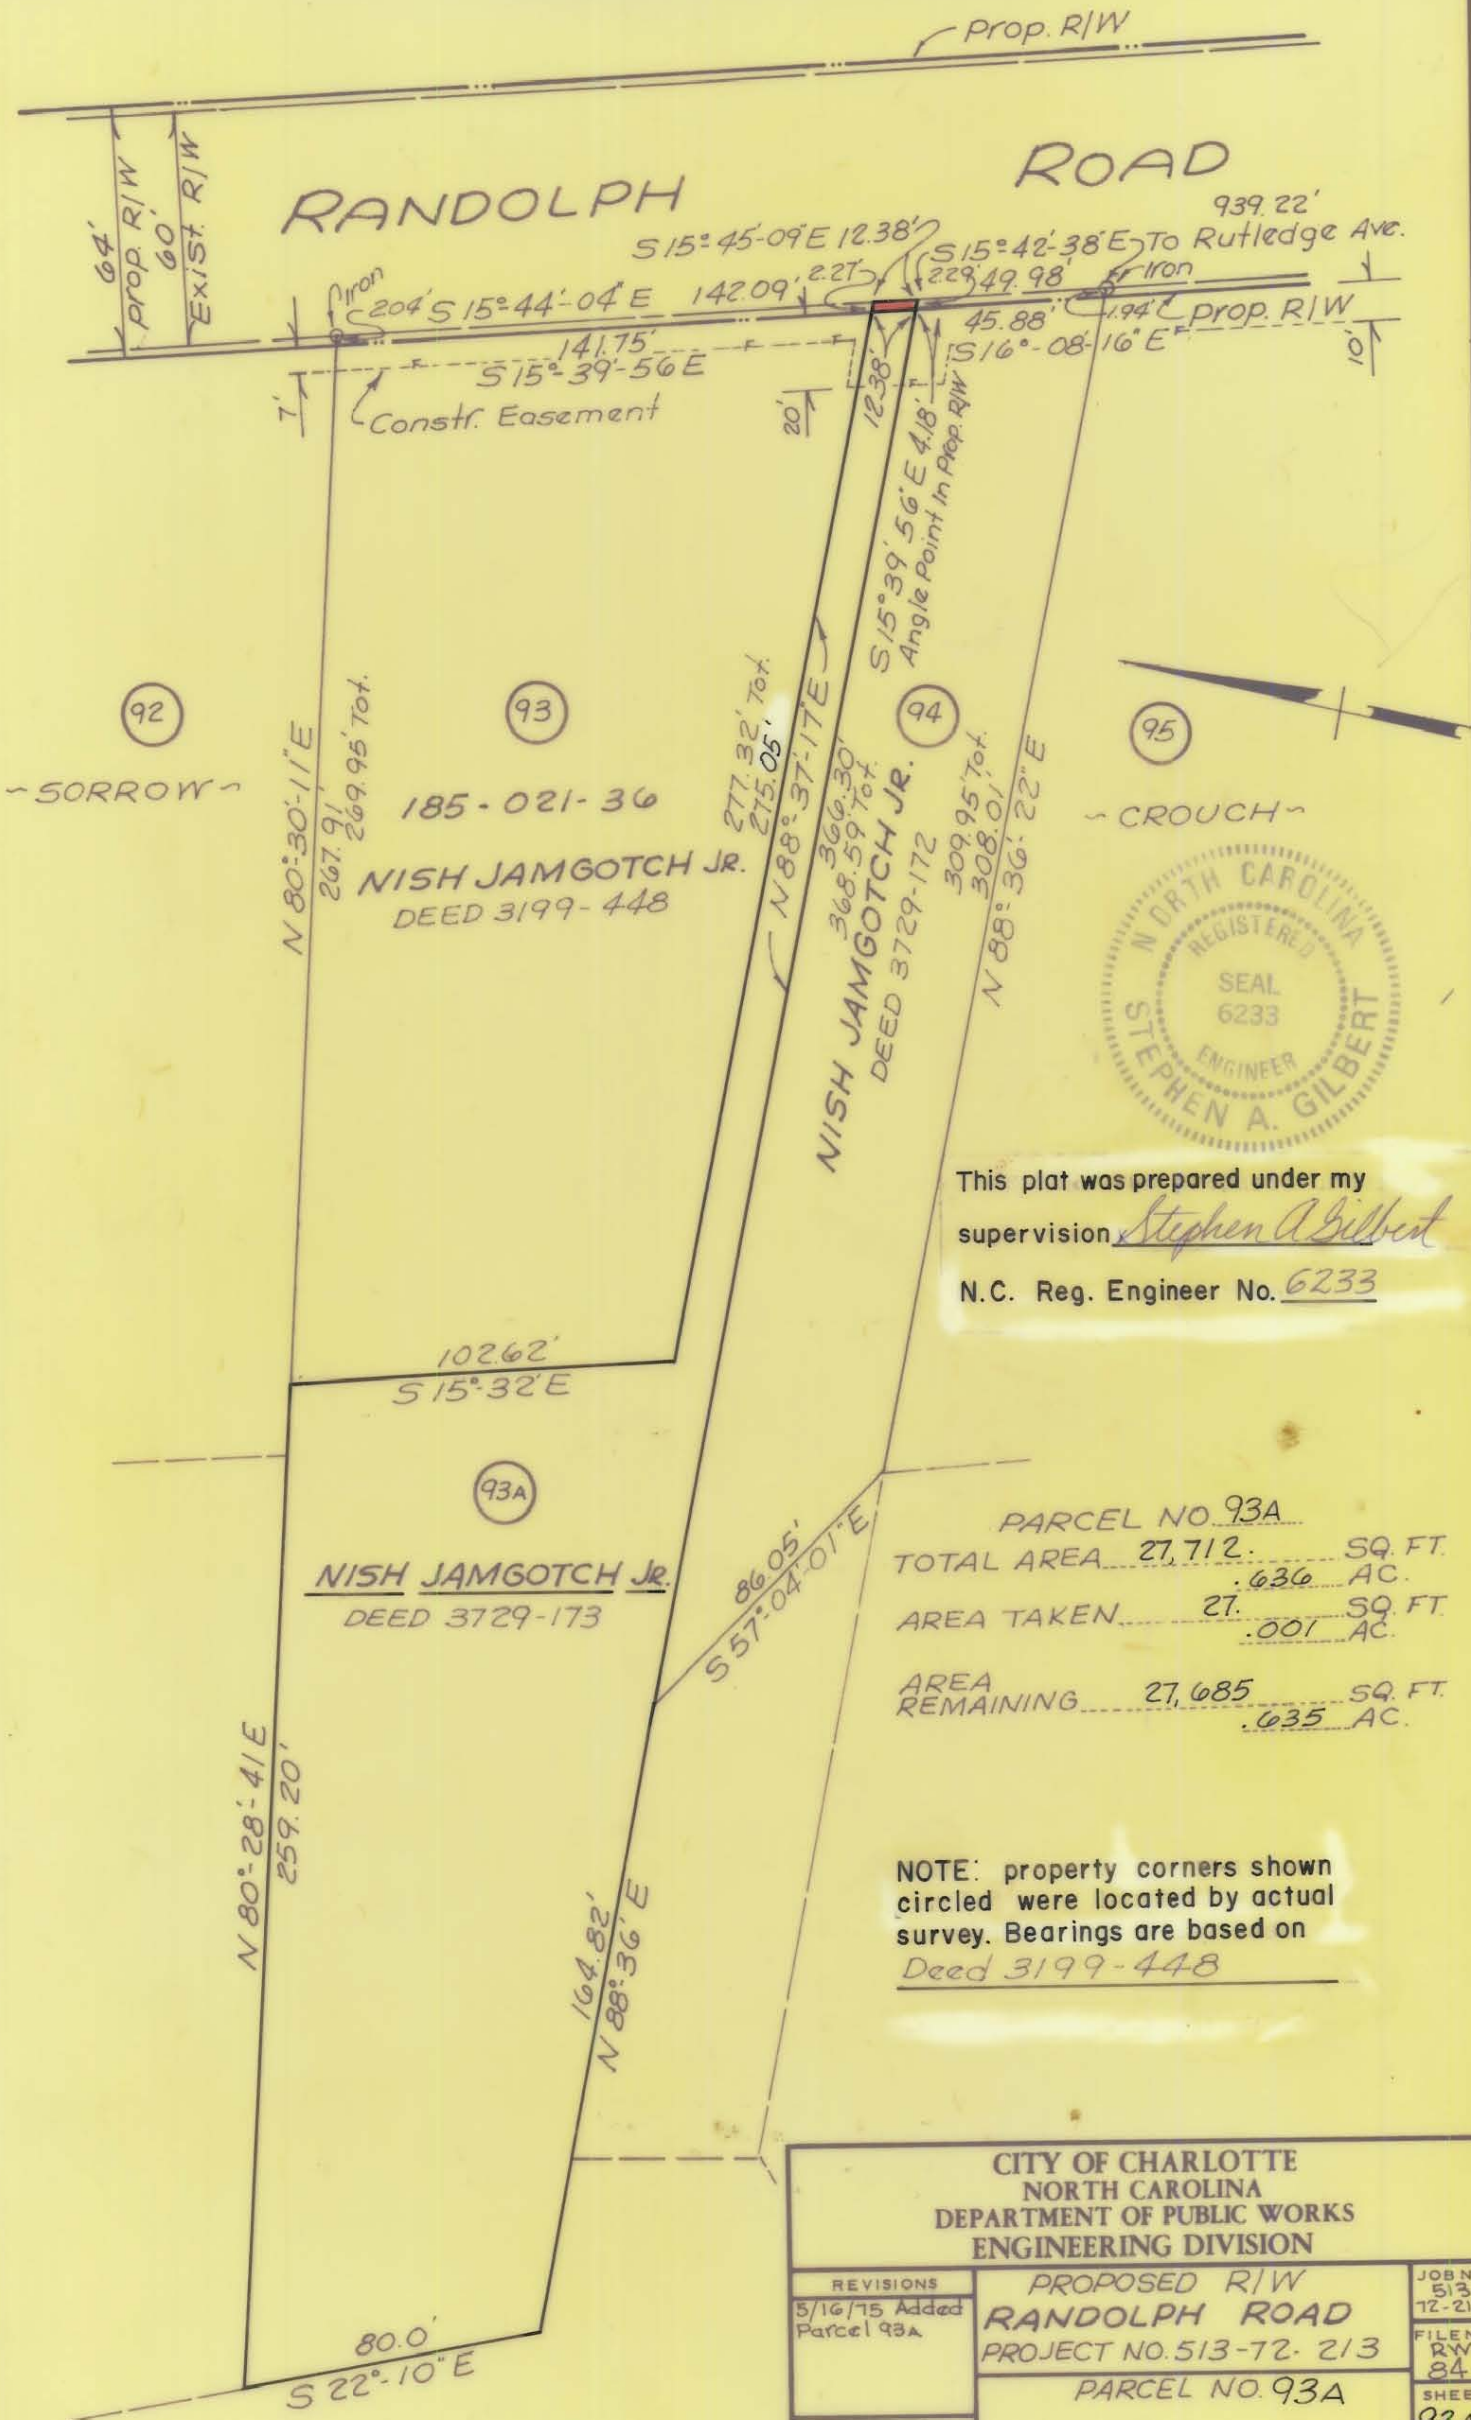 Prop. R/W
64'
Prop. R/W
60'
Exist. R/W
RANDOLPH ROAD
939.22'
To Rutledge Ave.
S 15°-45'-09" E 12.38'
S 15°-42'-38" E
49.98'
2.27'
2.29'
Iron
Iron
2.04'
S 15°-44'-04" E 142.09'
141.75'
S 15°-39'-56 E
45.88'
S 16°-08'-16" E
1.94'
Prop. R/W
10'
7'
Constr. Easement
20'
12.38'
S 15°39'56" E 4.18'
Angle Point In Prop. R/W
92
~SORROW~
N 80°-30'-11" E
267.91'
269.95' Tot.
93
185-021-36
NISH JAMGOTCH JR.
DEED 3199-448
277.32' Tot.
275.05'
N 88°-37'-17" E
366.30'
368.59' Tot.
94
NISH JAMGOTCH JR.
DEED 3729-172
309.95' Tot.
308.01'
N 88°-36'-22" E
95
~CROUCH~
NORTH CAROLINA
REGISTERED
SEAL
6233
ENGINEER
STEPHEN A. GILBERT
This plat was prepared under my
supervision Stephen A Gilbert
N.C. Reg. Engineer No. 6233
102.62'
S 15°-32' E
93A
NISH JAMGOTCH JR.
DEED 3729-173
86.05'
S 57°-04'-01" E
N 80°-28'-41 E
259.20'
164.82'
N 88°-36' E
80.0'
S 22°-10" E
PARCEL NO. 93A
TOTAL AREA 27,712. SQ. FT.
.636 AC.
AREA TAKEN 27. SQ. FT
.001 AC.
AREA
REMAINING 27,685 SQ. FT.
.635 AC.
NOTE: property corners shown
circled were located by actual
survey. Bearings are based on
Deed 3199-448
CITY OF CHARLOTTE
NORTH CAROLINA
DEPARTMENT OF PUBLIC WORKS
ENGINEERING DIVISION
REVISIONS
5/16/75 Added
Parcel 93A
PROPOSED R/W
RANDOLPH ROAD
PROJECT NO. 513-72-213
PARCEL NO. 93A
JOB N
513
72-21
FILE N
RW
84
SHEE